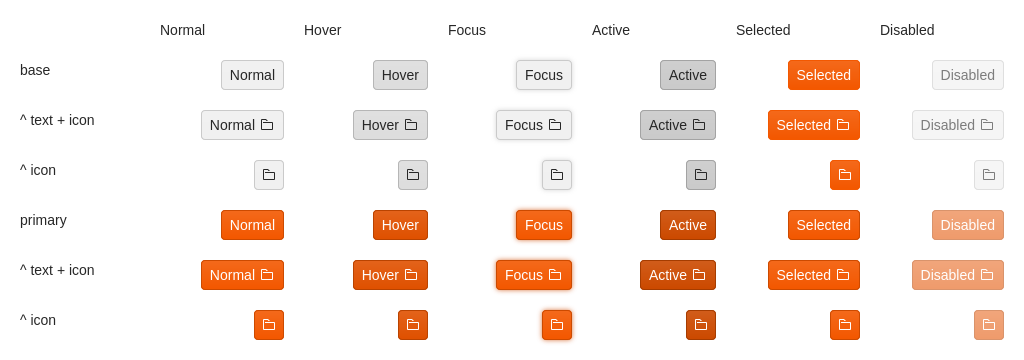 Normal Hover Focus Active Selected Disabled
base Normal Hover Focus Active Selected Disabled
^ text + icon Normal Hover Focus Active Selected Disabled
^ icon
primary Normal Hover Focus Active Selected Disabled
^ text + icon Normal Hover Focus Active Selected Disabled
^ icon